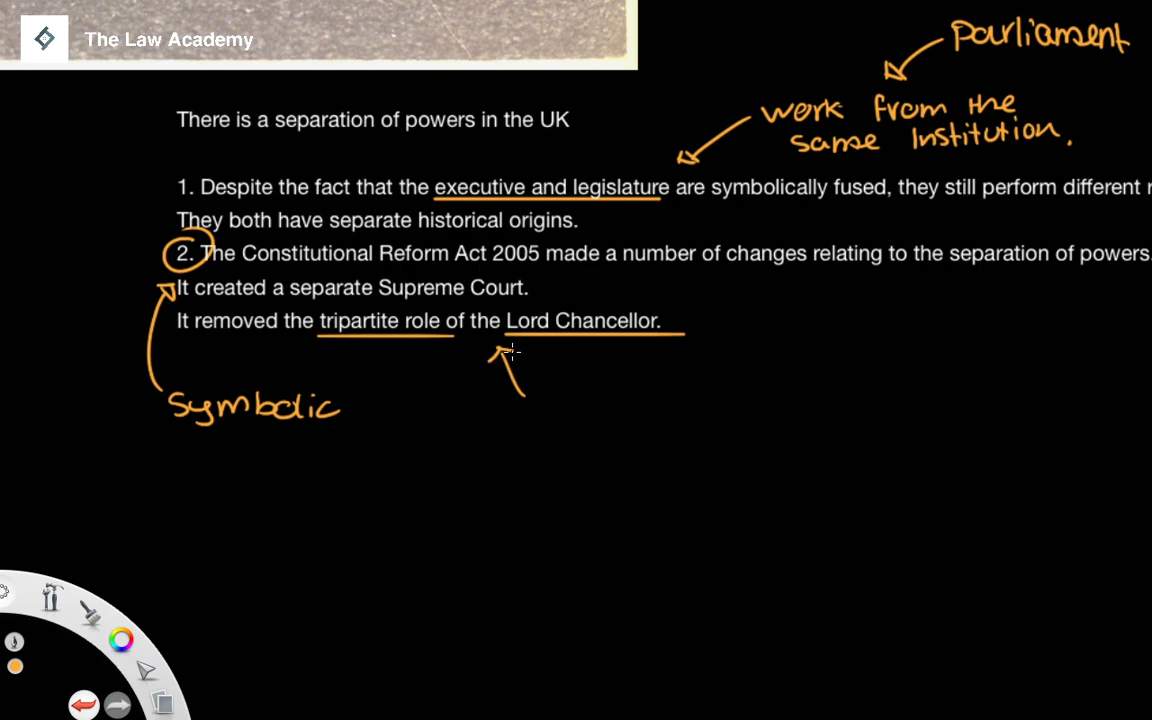 The Law Academy
parliament
work from the
same Institution.
There is a separation of powers in the UK
1. Despite the fact that the executive and legislature are symbolically fused, they still perform different r
They both have separate historical origins.
2. The Constitutional Reform Act 2005 made a number of changes relating to the separation of powers.
It created a separate Supreme Court.
It removed the tripartite role of the Lord Chancellor.
Symbolic